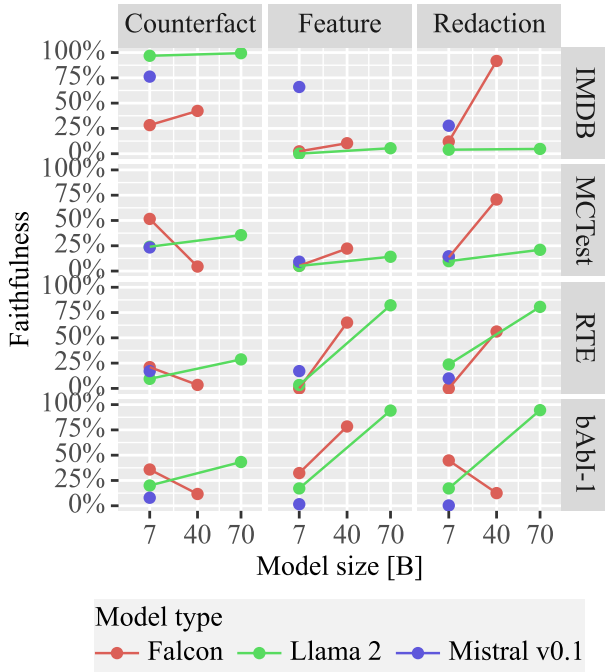 Counterfact Feature Redaction
100%
75%
50%
25%
0%
IMDB
100%
75%
50%
25%
0%
MCTest
100%
75%
50%
25%
0%
RTE
100%
75%
50%
25%
0%
bAbI-1
Faithfulness
7 40 70 7 40 70 7 40 70
Model size [B]
Model type
Falcon Llama 2 Mistral v0.1